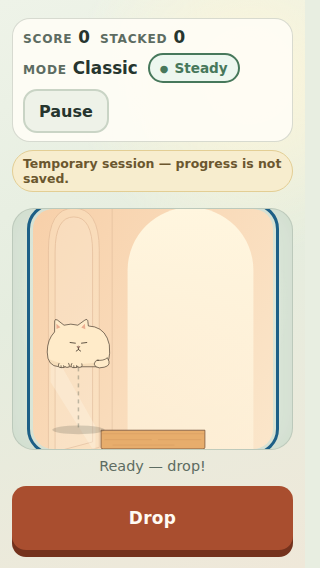 SCORE 0 STACKED 0
MODE Classic ● Steady
Pause
Temporary session — progress is not
saved.
Ready — drop!
Drop